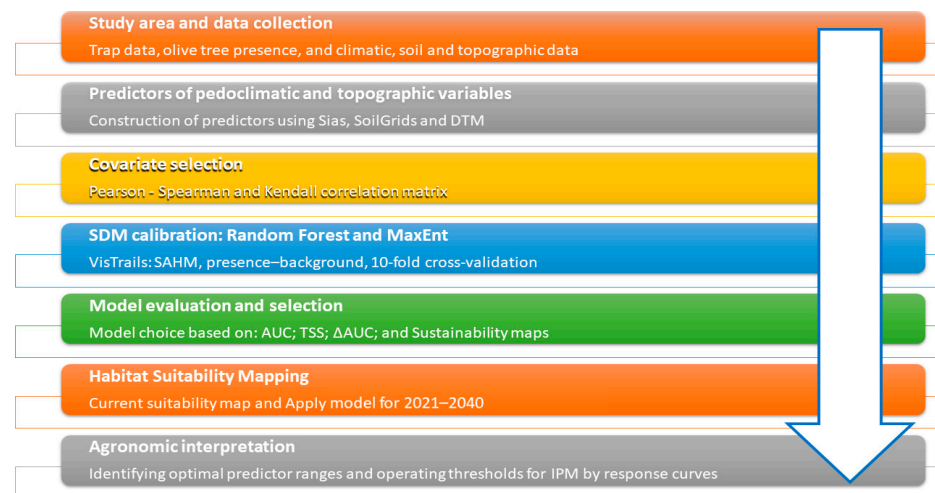 Study area and data collection
Trap data, olive tree presence, and climatic, soil and topographic data
Predictors of pedoclimatic and topographic variables
Construction of predictors using Sias, SoilGrids and DTM
Covariate selection
Pearson - Spearman and Kendall correlation matrix
SDM calibration: Random Forest and MaxEnt
VisTrails: SAHM, presence–background, 10-fold cross-validation
Model evaluation and selection
Model choice based on: AUC; TSS; ΔAUC; and Sustainability maps
Habitat Suitability Mapping
Current suitability map and Apply model for 2021–2040
Agronomic interpretation
Identifying optimal predictor ranges and operating thresholds for IPM by response curves